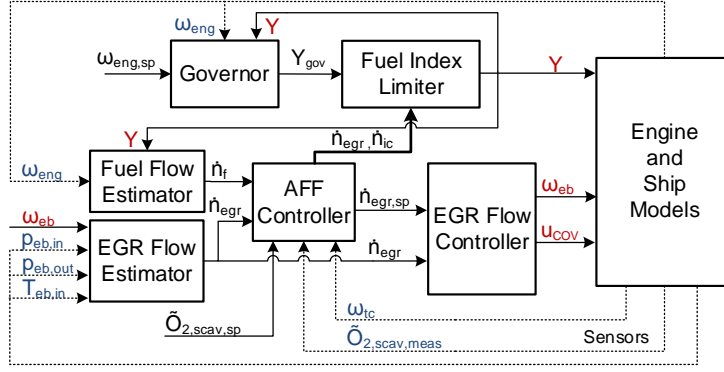 ω_eng
Y
ω_eng,sp
Governor
Y_gov
Fuel Index
Limiter
Y
Engine
and
Ship
Models
ṅ_egr ,ṅ_ic
Y
ω_eng
Fuel Flow
Estimator
ṅ_f
AFF
Controller
ṅ_egr
ṅ_egr,sp
EGR Flow
Controller
ω_eb
u_COV
ω_eb
p_eb,in
p_eb,out
T_eb,in
EGR Flow
Estimator
ṅ_egr
Õ_2,scav,sp
ω_tc
Õ_2,scav,meas
Sensors